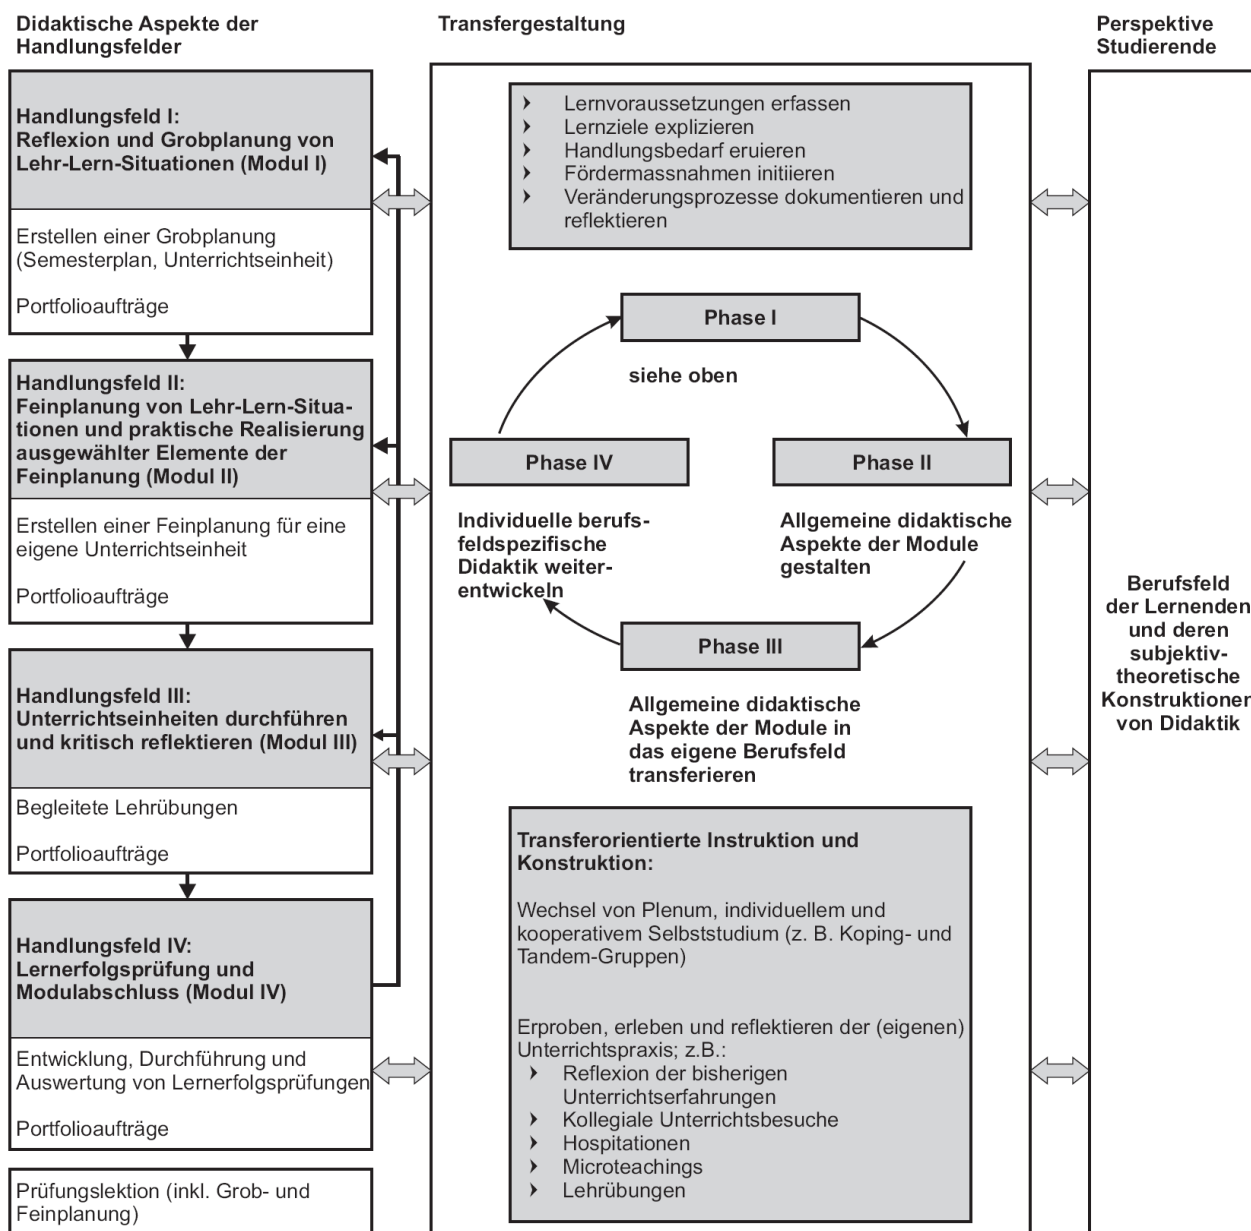 Didaktische Aspekte der
Handlungsfelder
Handlungsfeld I:
Reflexion und Grobplanung von
Lehr-Lern-Situationen (Modul I)
Erstellen einer Grobplanung
(Semesterplan, Unterrichtseinheit)
Portfolioaufträge
Handlungsfeld II:
Feinplanung von Lehr-Lern-Situa-
tionen und praktische Realisierung
ausgewählter Elemente der
Feinplanung (Modul II)
Erstellen einer Feinplanung für eine
eigene Unterrichtseinheit
Portfolioaufträge
Handlungsfeld III:
Unterrichtseinheiten durchführen
und kritisch reflektieren (Modul III)
Begleitete Lehrübungen
Portfolioaufträge
Handlungsfeld IV:
Lernerfolgsprüfung und
Modulabschluss (Modul IV)
Entwicklung, Durchführung und
Auswertung von Lernerfolgsprüfungen
Portfolioaufträge
Prüfungslektion (inkl. Grob- und
Feinplanung)
Transfergestaltung
Lernvoraussetzungen erfassen
Lernziele explizieren
Handlungsbedarf eruieren
Fördermassnahmen initiieren
Veränderungsprozesse dokumentieren und
reflektieren
Phase I
siehe oben
Phase IV
Phase II
Individuelle berufs-
feldspezifische
Didaktik weiter-
entwickeln
Allgemeine didaktische
Aspekte der Module
gestalten
Phase III
Allgemeine didaktische
Aspekte der Module in
das eigene Berufsfeld
transferieren
Transferorientierte Instruktion und
Konstruktion:
Wechsel von Plenum, individuellem und
kooperativem Selbststudium (z. B. Koping- und
Tandem-Gruppen)
Erproben, erleben und reflektieren der (eigenen)
Unterrichtspraxis; z.B.:
Reflexion der bisherigen
Unterrichtserfahrungen
Kollegiale Unterrichtsbesuche
Hospitationen
Microteachings
Lehrübungen
Perspektive
Studierende
Berufsfeld
der Lernenden
und deren
subjektiv-
theoretische
Konstruktionen
von Didaktik